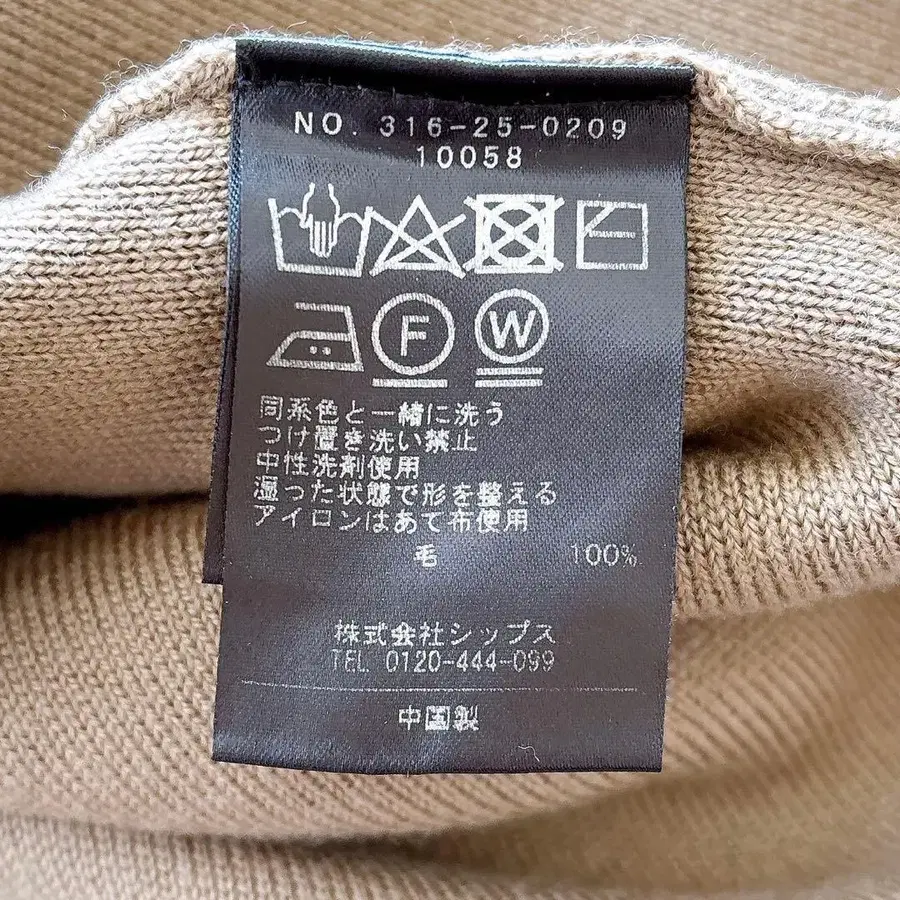 NO. 316-25-0209
10058
F W
同系色と一緒に洗う
つけ置き洗い禁止
中性洗剤使用
湿った状態で形を整える
アイロンはあて布使用
毛 100%
株式会社シップス
TEL 0120-444-099
中国製